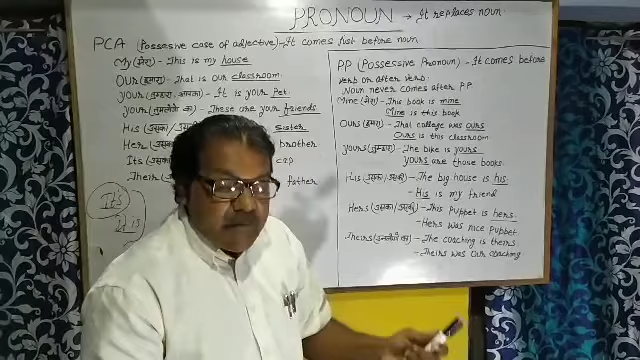 PRONOUN → It replaces noun.
PCA (Possesive case of adjective) - It comes just before noun
My (मेरा) - This is my house
Our (हमारा) - That is our classroom
Your (तुम्हारा, आपका) - It is your Pet.
Your (तुमलोगों का) - These are your friends
His (उसका/ sister
Her (उसका brother
Its (उसका cap
Their ( father
It's
It is
PP (Possessive Pronoun) - It comes before
verb or after verb.
Noun never comes after PP
Mine (मेरा) - This book is mine
Mine is this book
Ours (हमारा) - That college was ours
Ours is this classroom
Yours (तुम्हारा) - The bike is yours
Yours are those books.
His (उसका/ - The big house is his
- His is my friend
Hers (उसका/ - This puppet is hers.
- Hers was nice puppet
Theirs (उनलोगों का) - The coaching is theirs
- Theirs was our coaching